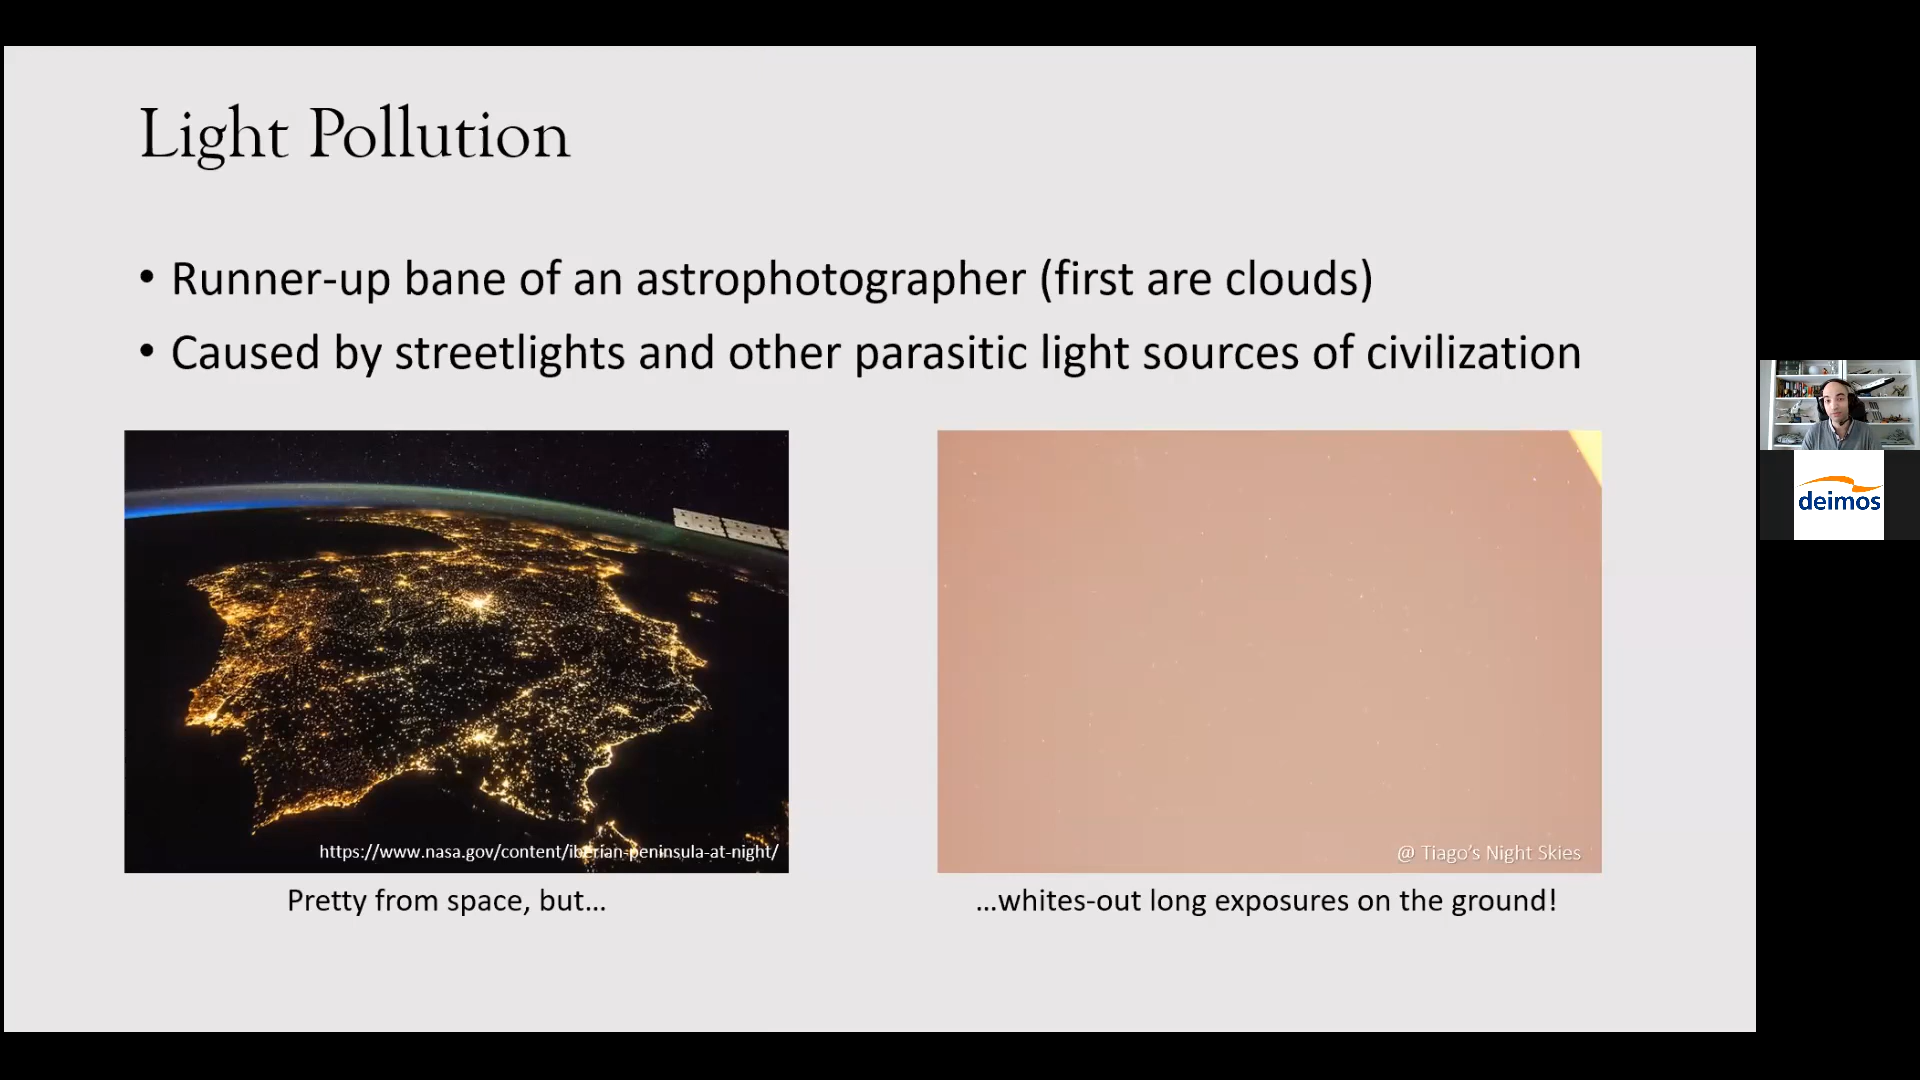 Light Pollution
• Runner-up bane of an astrophotographer (first are clouds)
• Caused by streetlights and other parasitic light sources of civilization
https://www.nasa.gov/content/iberian-peninsula-at-night/
@ Tiago's Night Skies
Pretty from space, but...
...whites-out long exposures on the ground!
deimos